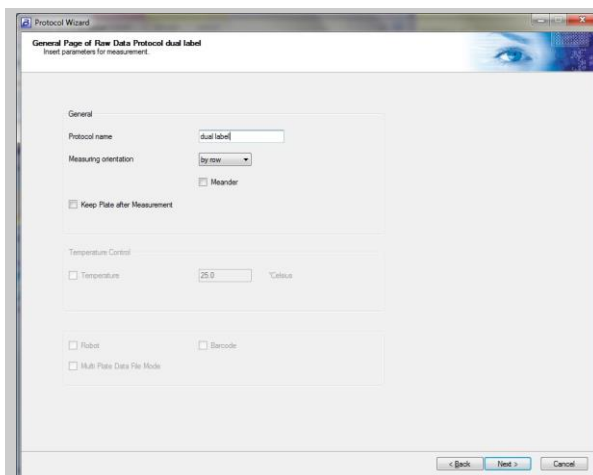 Protocol Wizard
General Page of Raw Data Protocol dual label
Insert parameters for measurement.
General
Protocol name dual label
Measuring orientation by row
Meander
Keep Plate after Measurement
Temperature Control
Temperature 25.0 °Celsius
Robot Barcode
Multi Plate Data File Mode
< Back Next > Cancel